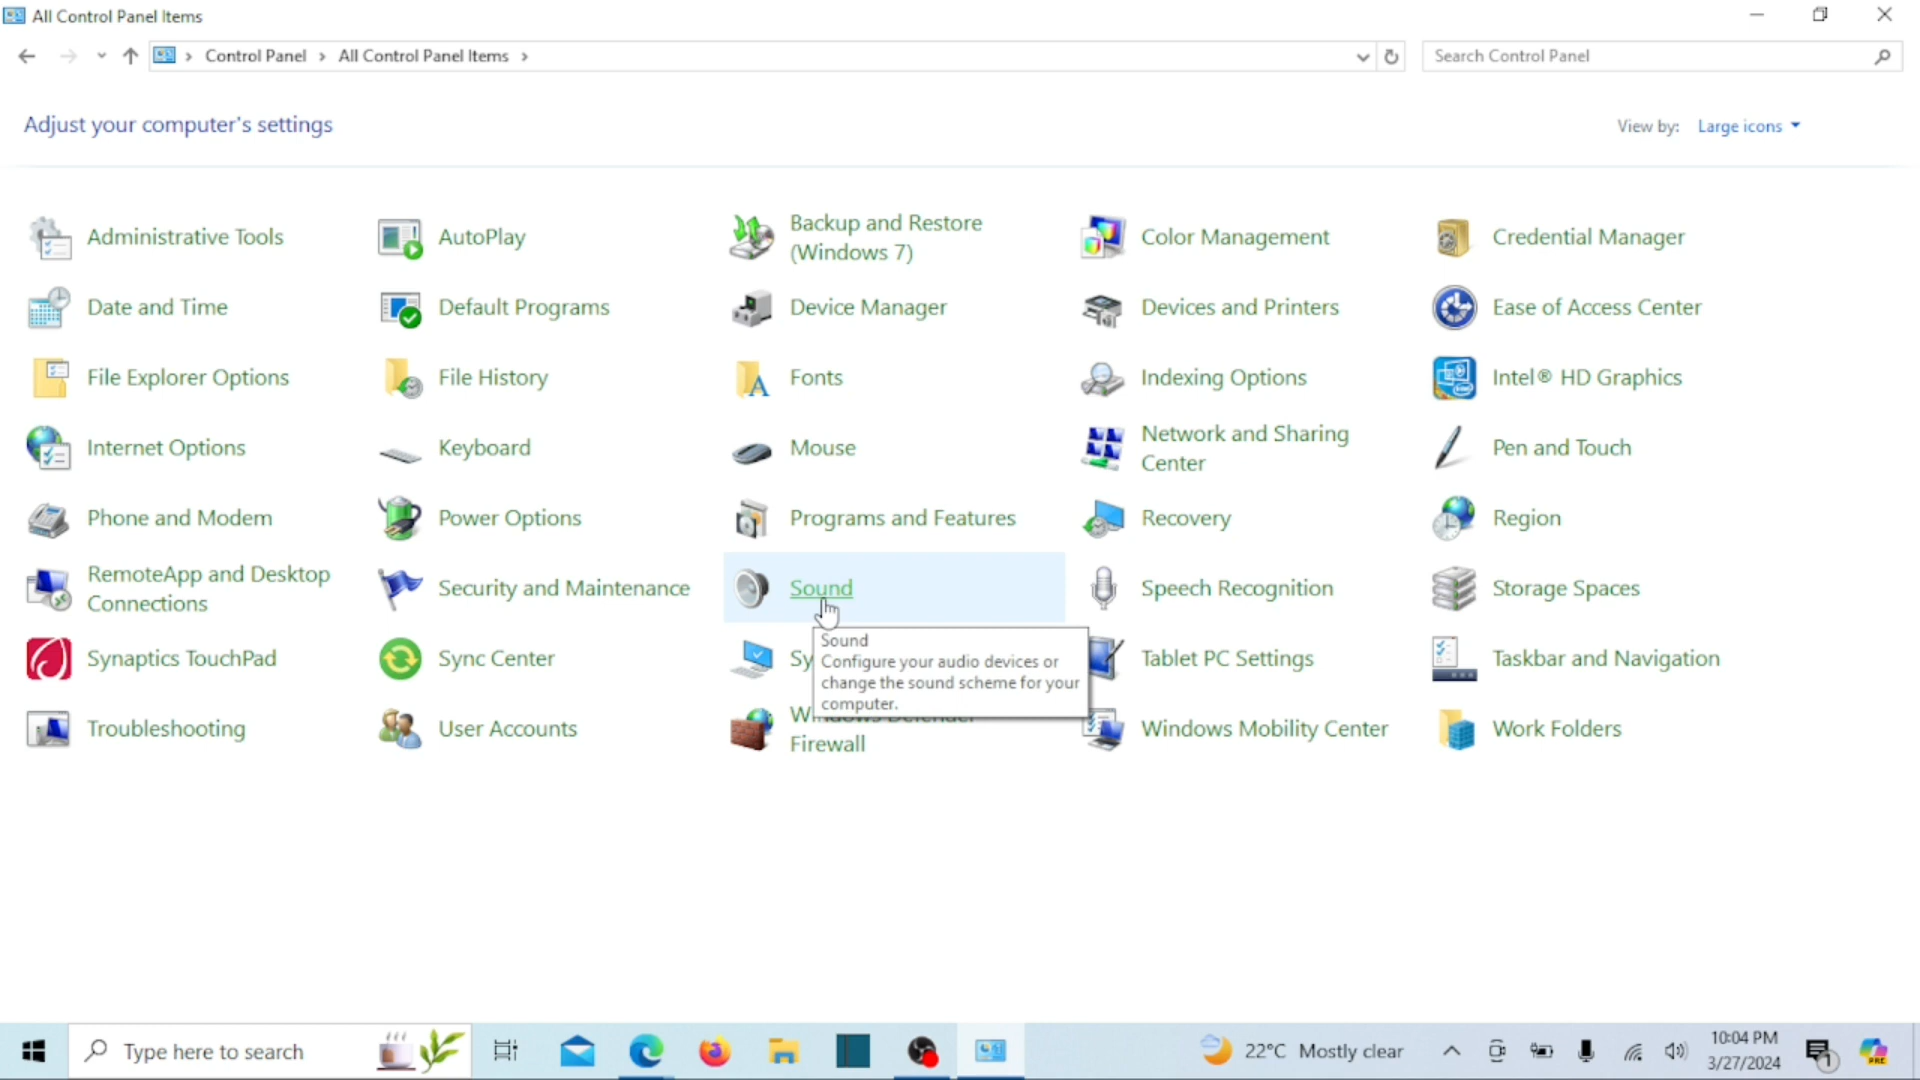 All Control Panel Items
Control Panel
All Control Panel Items
Search Control Panel
Adjust your computer's settings
View by:
Large icons
Administrative Tools
AutoPlay
Backup and Restore
(Windows 7)
Color Management
Credential Manager
Date and Time
Default Programs
Device Manager
Devices and Printers
Ease of Access Center
File Explorer Options
File History
Fonts
Indexing Options
Intel® HD Graphics
Internet Options
Keyboard
Mouse
Network and Sharing
Center
Pen and Touch
Phone and Modem
Power Options
Programs and Features
Recovery
Region
RemoteApp and Desktop
Connections
Security and Maintenance
Sound
Speech Recognition
Storage Spaces
Sound
Configure your audio devices or
change the sound scheme for your
computer.
Synaptics TouchPad
Sync Center
Sy
Tablet PC Settings
Taskbar and Navigation
Troubleshooting
User Accounts
Windows Defender
Firewall
Windows Mobility Center
Work Folders
Type here to search
22°C Mostly clear
10:04 PM
3/27/2024
1
PRE